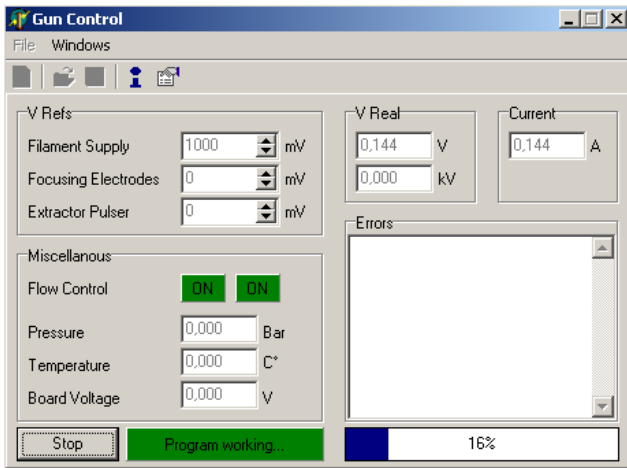 Gun Control
File Windows
V Refs
Filament Supply 1000 mV
Focusing Electrodes 0 mV
Extractor Pulser 0 mV
V Real
0,144 V
0,000 kV
Current
0,144 A
Miscellanous
Flow Control ON ON
Pressure 0,000 Bar
Temperature 0,000 C°
Board Voltage 0,000 V
Errors
Stop Program working... 16%